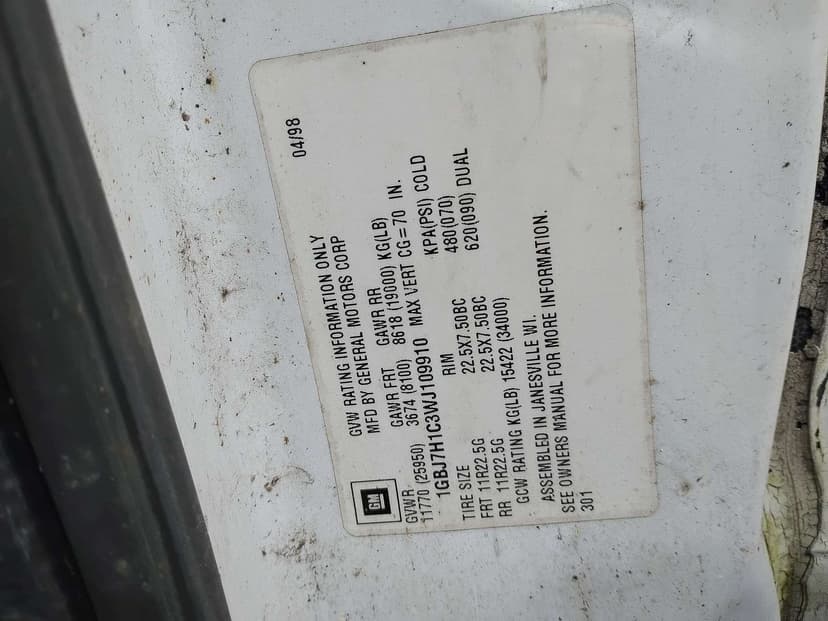 04/98
GVW RATING INFORMATION ONLY
GM MFD BY GENERAL MOTORS CORP
GVWR GAWR FRT GAWR RR
11770 (25950) 3674 (8100) 8618 (19000) KG(LB)
1GBJ7H1C3WJ109910 MAX VERT CG=70 IN.
TIRE SIZE RIM KPA(PSI) COLD
FRT 11R22.5G 22.5X7.50BC 480(070)
RR 11R22.5G 22.5X7.50BC 620(090) DUAL
GCW RATING KG(LB) 15422 (34000)
ASSEMBLED IN JANESVILLE WI.
SEE OWNERS MANUAL FOR MORE INFORMATION.
301